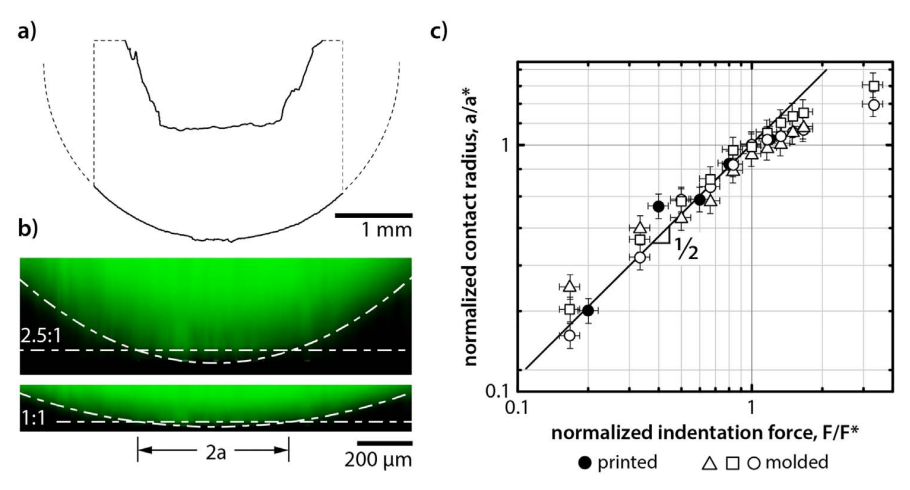 a)
1 mm
b)
2.5:1
1:1
2a
200 µm
c)
normalized contact radius, a/a*
1
0.1
½
0.1
1
normalized indentation force, F/F*
printed
molded